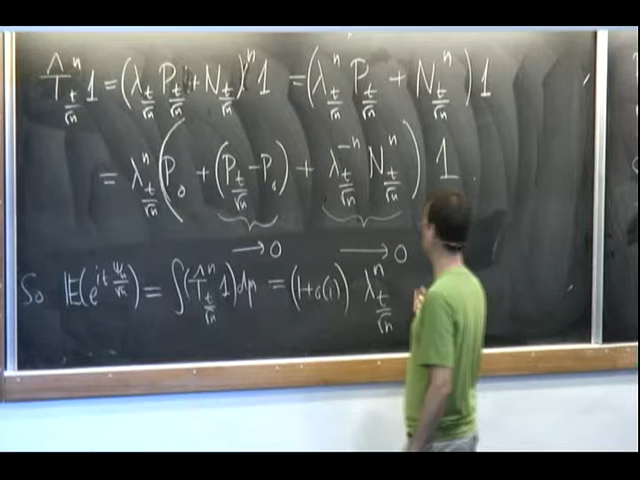 T̂^n_{t/√n} 1 = (λ_{t/√n} P_{t/√n} + N_{t/√n})^n 1 = (λ^n_{t/√n} P_{t/√n} + N^n_{t/√n}) 1
= λ^n_{t/√n} (P_0 + (P_{t/√n} - P_0) + λ^{-n}_{t/√n} N^n_{t/√n}) 1
→ 0 → 0
So 𝔼(e^{it ψ_n/√n}) = ∫(T̂^n_{t/√n} 1) dμ = (1+o(1)) λ^n_{t/√n}